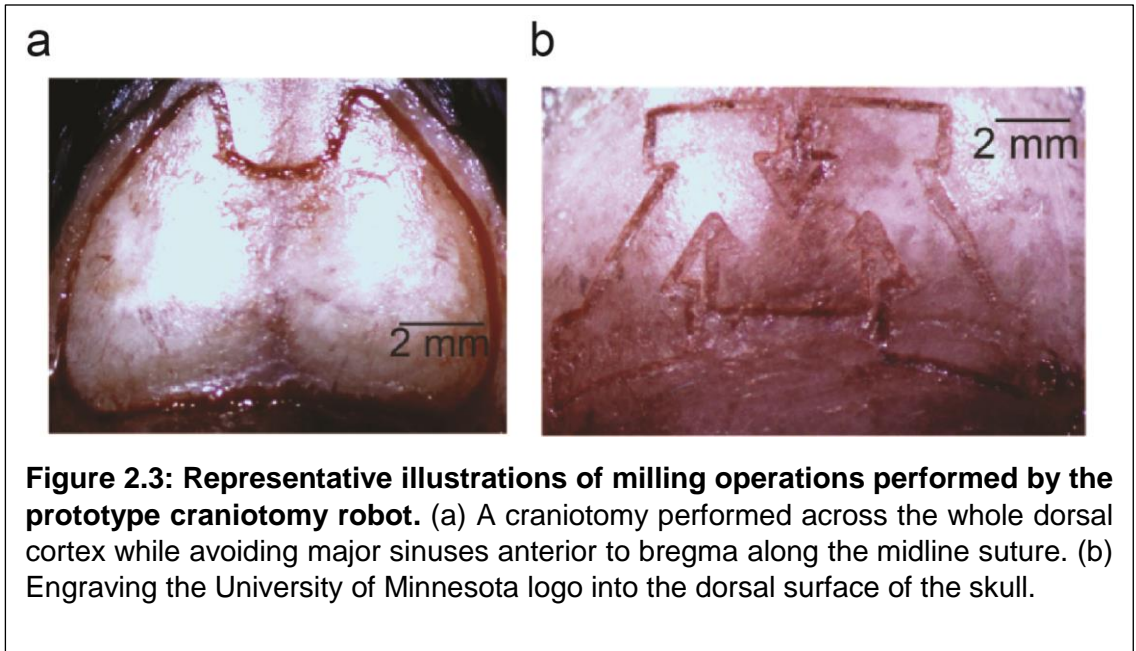 a
b
2 mm
2 mm
Figure 2.3: Representative illustrations of milling operations performed by the
prototype craniotomy robot. (a) A craniotomy performed across the whole dorsal
cortex while avoiding major sinuses anterior to bregma along the midline suture. (b)
Engraving the University of Minnesota logo into the dorsal surface of the skull.